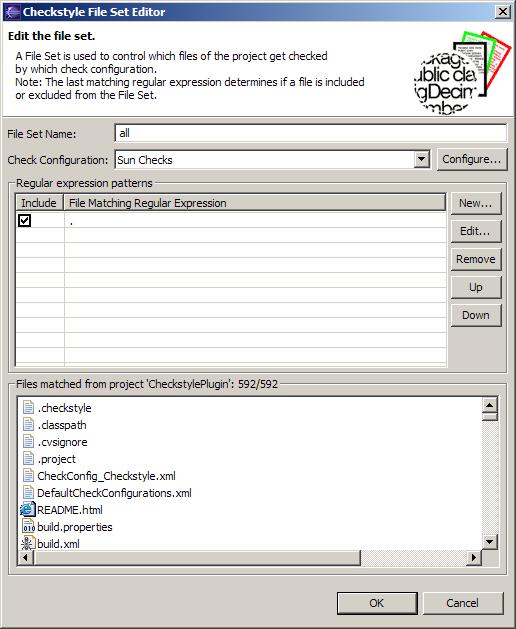 Checkstyle File Set Editor
Edit the file set.
A File Set is used to control which files of the project get checked
by which check configuration.
Note: The last matching regular expression determines if a file is included
or excluded from the File Set.
File Set Name: all
Check Configuration: Sun Checks Configure...
Regular expression patterns
Include File Matching Regular Expression New...
.
Edit...
Remove
Up
Down
Files matched from project 'CheckstylePlugin': 592/592
.checkstyle
.classpath
.cvsignore
.project
CheckConfig_Checkstyle.xml
DefaultCheckConfigurations.xml
README.html
build.properties
build.xml
OK Cancel